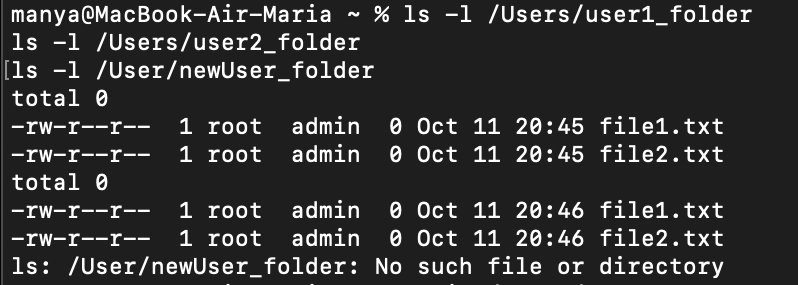 manya@MacBook-Air-Maria ~ % ls -l /Users/user1_folder
ls -l /Users/user2_folder
[ls -l /User/newUser_folder
total 0
-rw-r--r--  1 root  admin  0 Oct 11 20:45 file1.txt
-rw-r--r--  1 root  admin  0 Oct 11 20:45 file2.txt
total 0
-rw-r--r--  1 root  admin  0 Oct 11 20:46 file1.txt
-rw-r--r--  1 root  admin  0 Oct 11 20:46 file2.txt
ls: /User/newUser_folder: No such file or directory